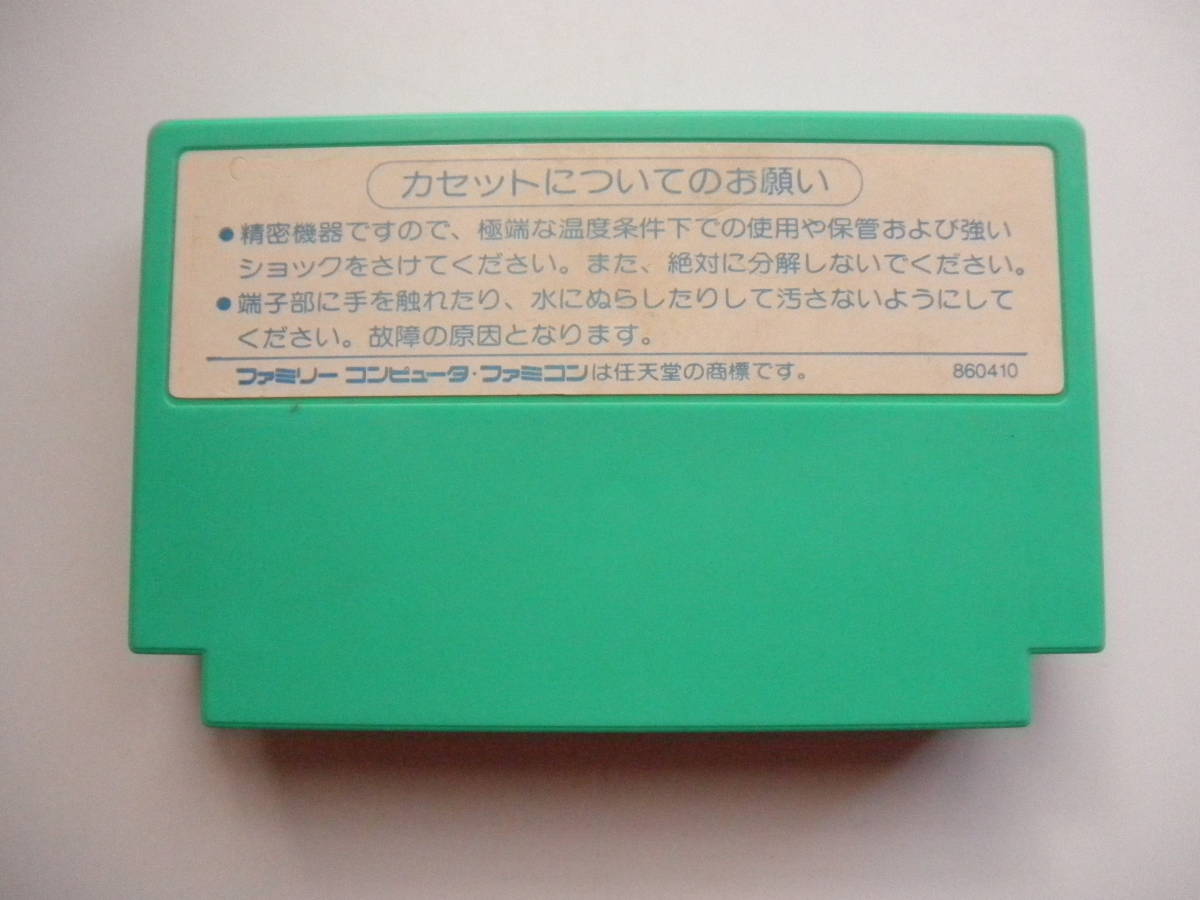 カセットについてのお願い
●精密機器ですので、極端な温度条件下での使用や保管および強い
ショックをさけてください。また、絶対に分解しないでください。
●端子部に手を触れたり、水にぬらしたりして汚さないようにして
ください。故障の原因となります。
ファミリーコンピュータ・ファミコンは任天堂の商標です。 860410